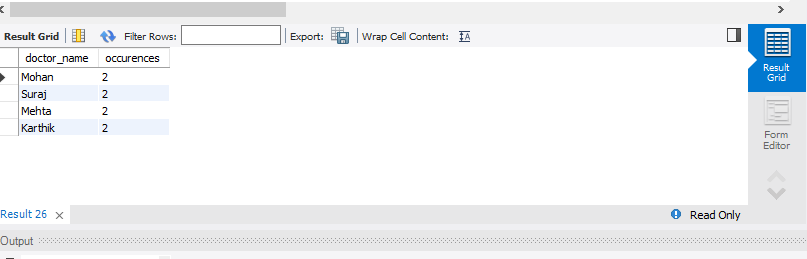 Result Grid Filter Rows: Export: Wrap Cell Content: IA
doctor_name occurences
Mohan 2
Suraj 2
Mehta 2
Karthik 2
Result
Grid
Form
Editor
Result 26 × Read Only
Output